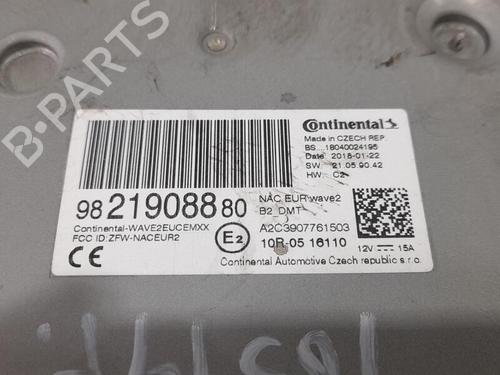 B-PARTS
Continental
Made in CZECH REP.
BS... 18040024195
Date 2018-01-22
SW 21.05.90.42
HW: C2
98 219088 80
NAC EUR wave2
B2 DMT
Continental-WAVE2EUCEMXX
FCC ID:ZFW-NACEUR2
A2C3907761503
CE
E2
10R-05 16110
12V 15A
Continental Automotive Czech republic s.r.o.